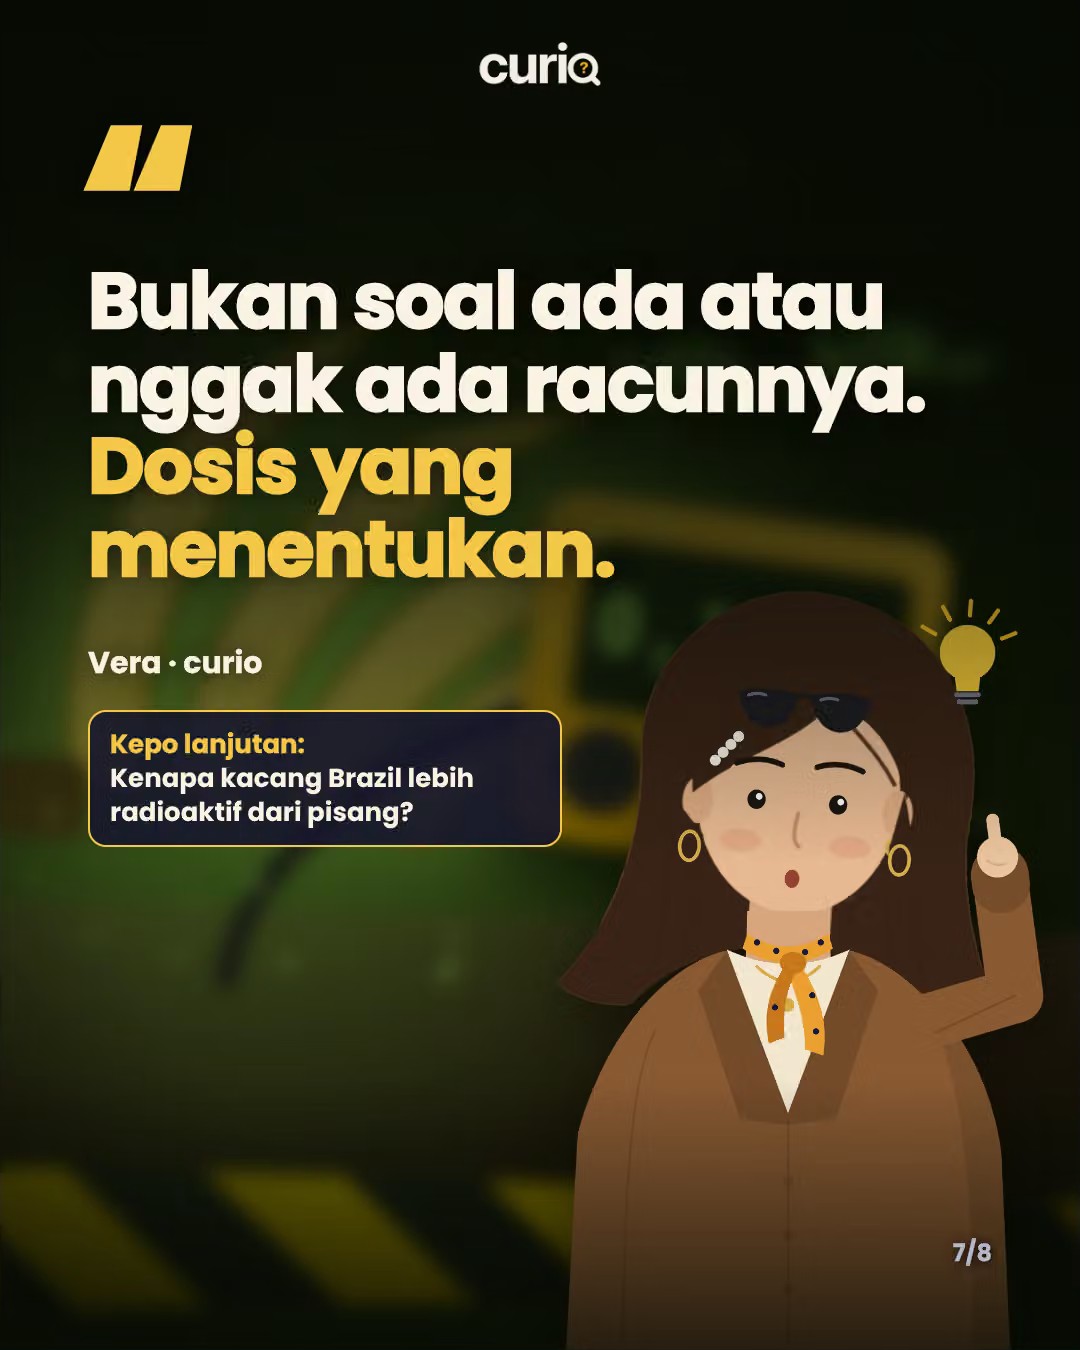 curio
Bukan soal ada atau
nggak ada racunnya.
Dosis yang
menentukan.
Vera · curio
Kepo lanjutan:
Kenapa kacang Brazil lebih
radioaktif dari pisang?
7/8